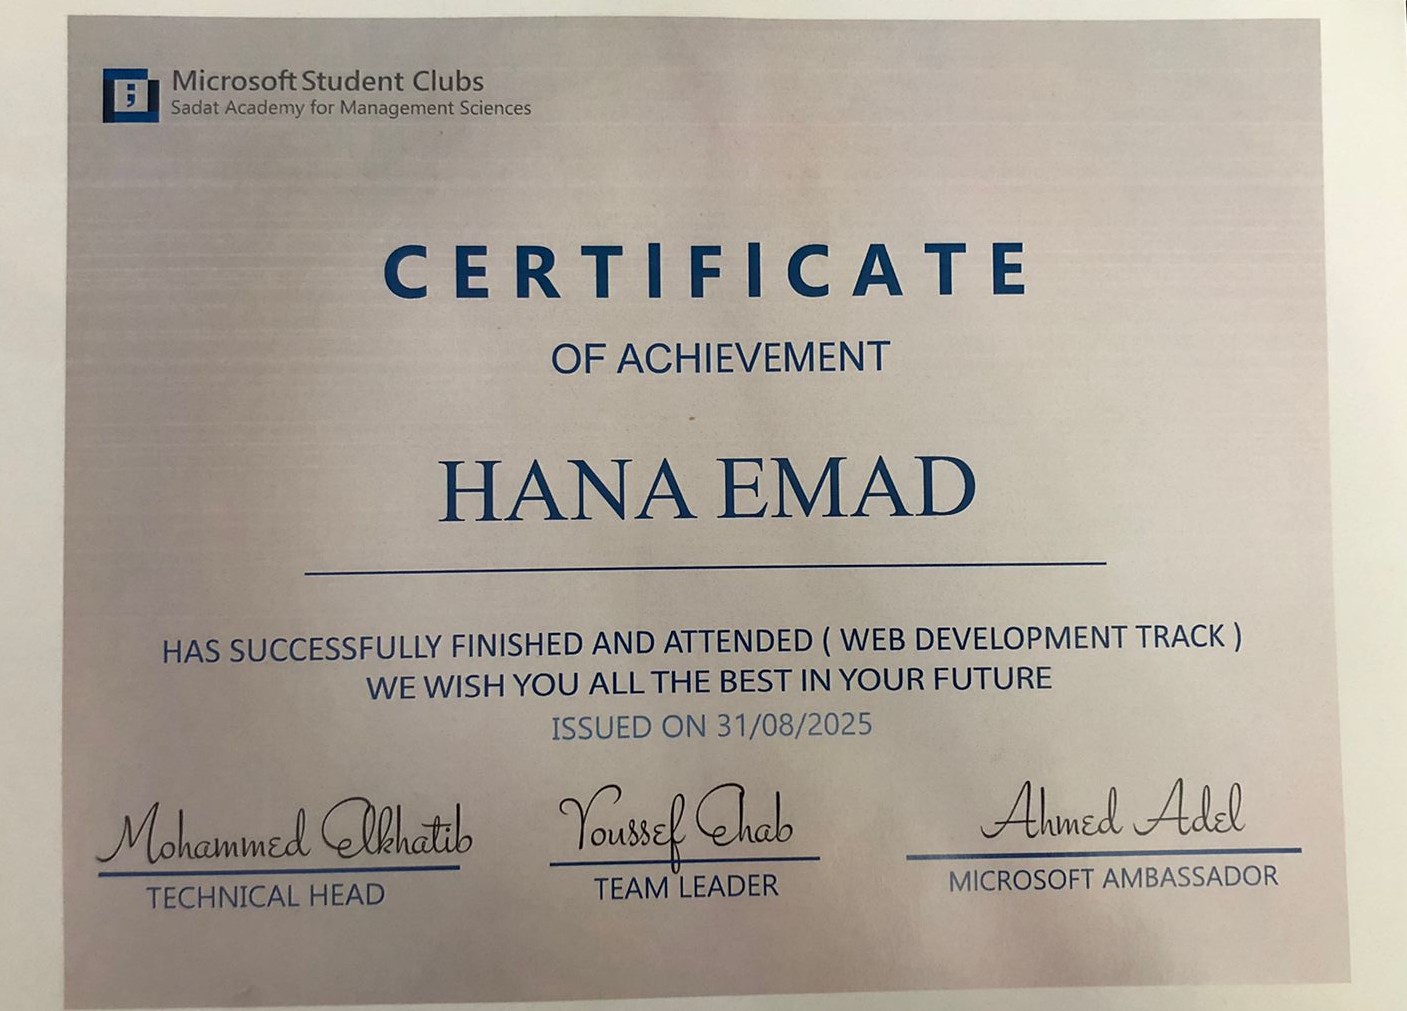 Microsoft Student Clubs
Sadat Academy for Management Sciences
CERTIFICATE
OF ACHIEVEMENT
HANA EMAD
HAS SUCCESSFULLY FINISHED AND ATTENDED ( WEB DEVELOPMENT TRACK )
WE WISH YOU ALL THE BEST IN YOUR FUTURE
ISSUED ON 31/08/2025
Mohammed Elkhatib
TECHNICAL HEAD
Youssef Ehab
TEAM LEADER
Ahmed Adel
MICROSOFT AMBASSADOR